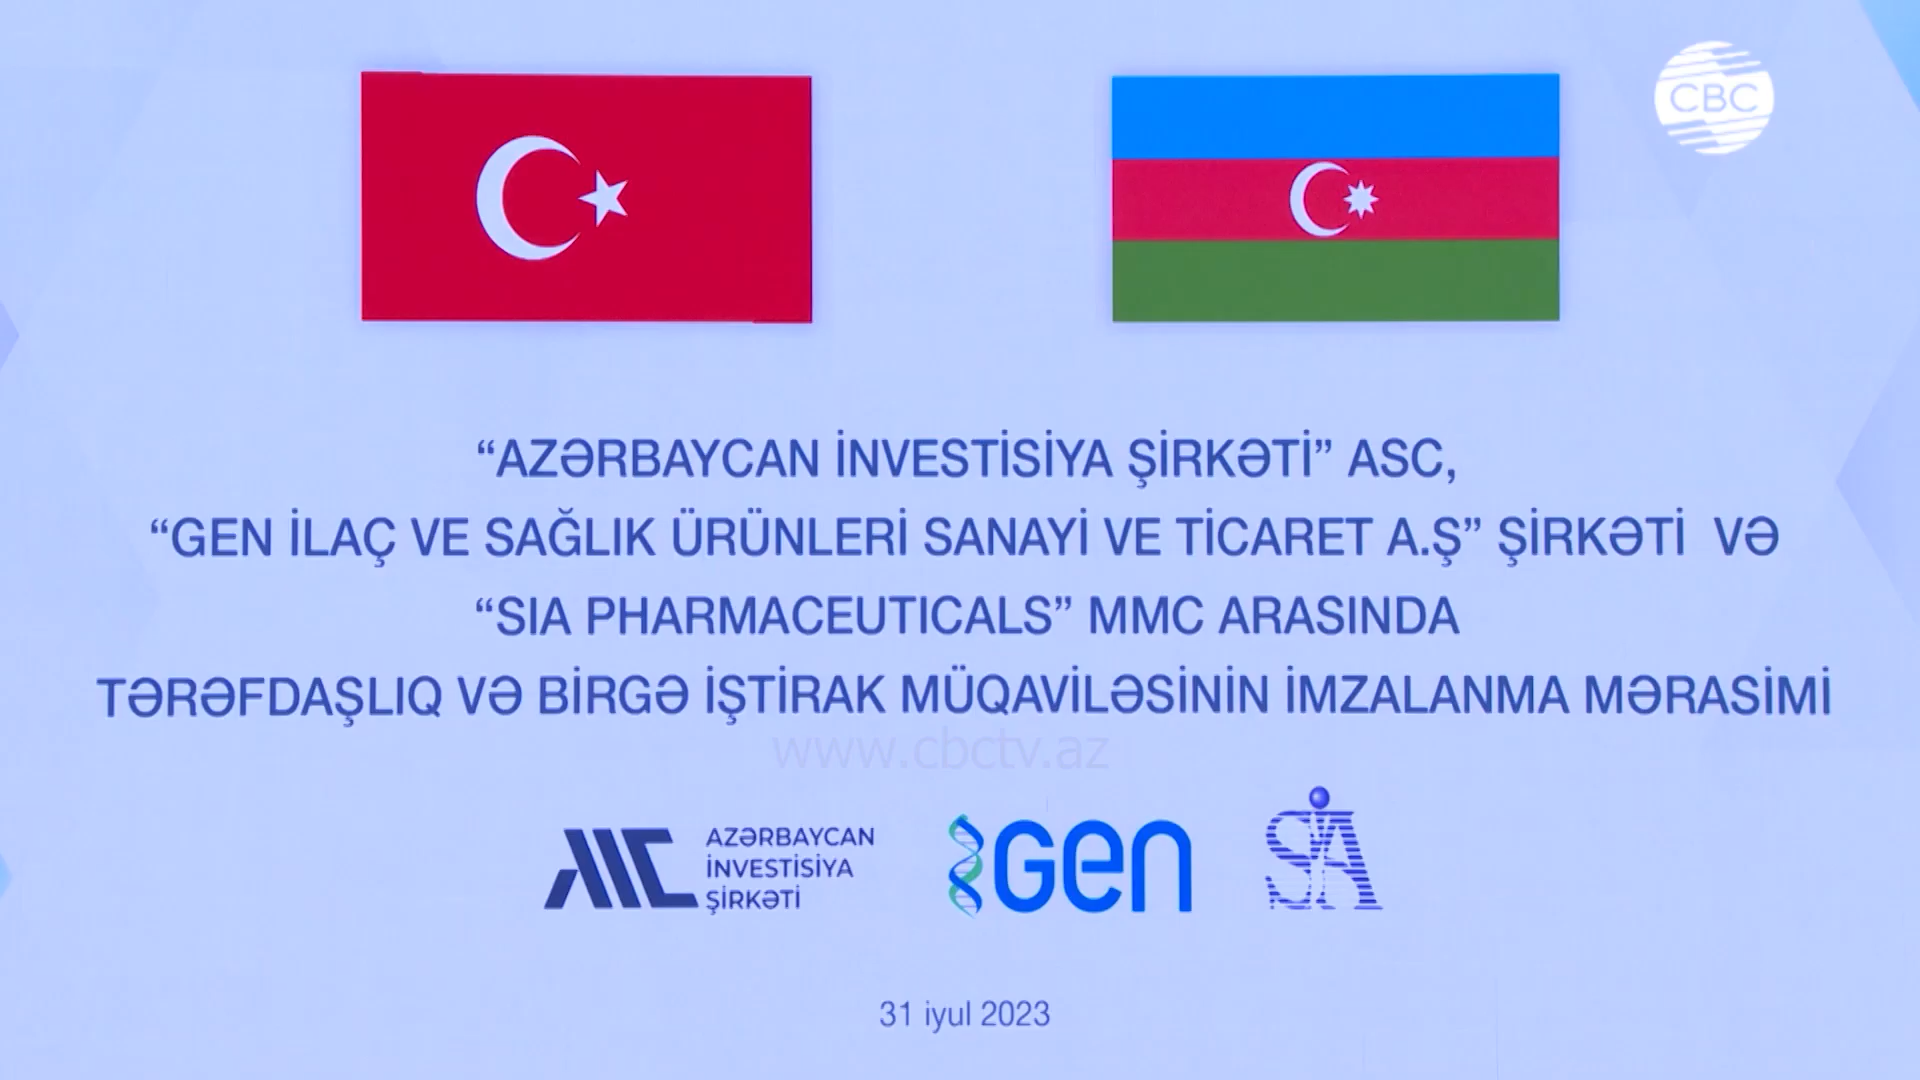 CBC
“AZƏRBAYCAN İNVESTİSİYA ŞİRKƏTİ” ASC,
“GEN İLAÇ VE SAĞLIK ÜRÜNLERİ SANAYİ VE TİCARET A.Ş” ŞİRKƏTİ VƏ
“SIA PHARMACEUTICALS” MMC ARASINDA
TƏRƏFDAŞLIQ VƏ BİRGƏ İŞTİRAK MÜQAVİLƏSİNİN İMZALANMA MƏRASİMİ
www.cbctv.az
AIC AZƏRBAYCAN
İNVESTİSİYA
ŞİRKƏTİ
Gen
SIA
31 iyul 2023